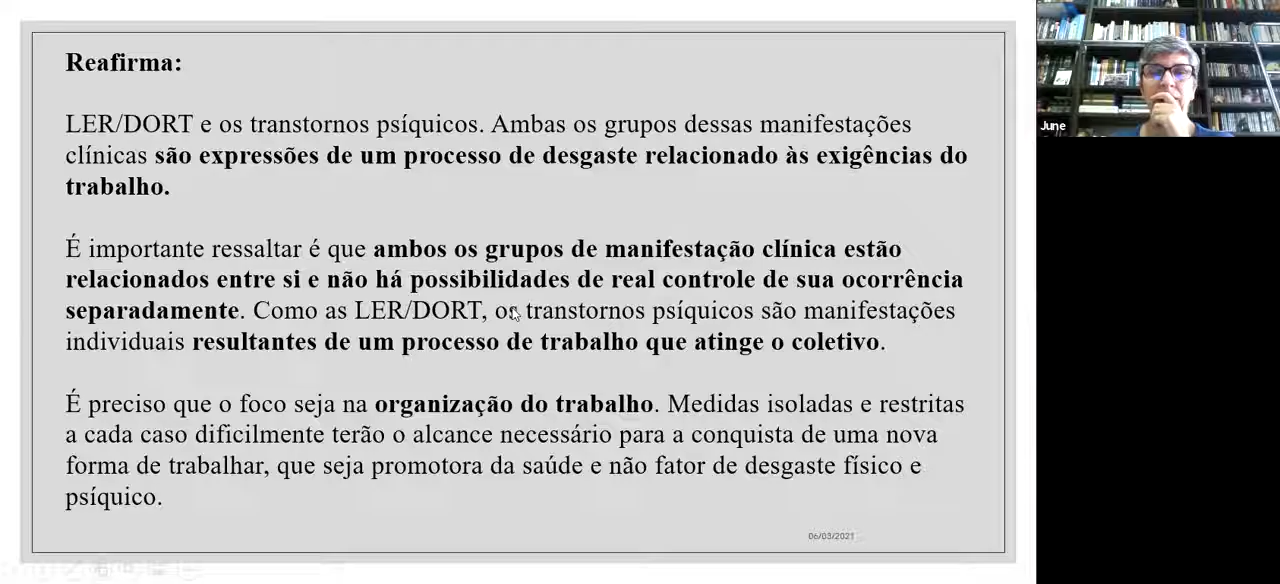 Reafirma:
LER/DORT e os transtornos psíquicos. Ambas os grupos dessas manifestações
clínicas são expressões de um processo de desgaste relacionado às exigências do
trabalho.
É importante ressaltar é que ambos os grupos de manifestação clínica estão
relacionados entre si e não há possibilidades de real controle de sua ocorrência
separadamente. Como as LER/DORT, os transtornos psíquicos são manifestações
individuais resultantes de um processo de trabalho que atinge o coletivo.
É preciso que o foco seja na organização do trabalho. Medidas isoladas e restritas
a cada caso dificilmente terão o alcance necessário para a conquista de uma nova
forma de trabalhar, que seja promotora da saúde e não fator de desgaste físico e
psíquico.
06/03/2021
June